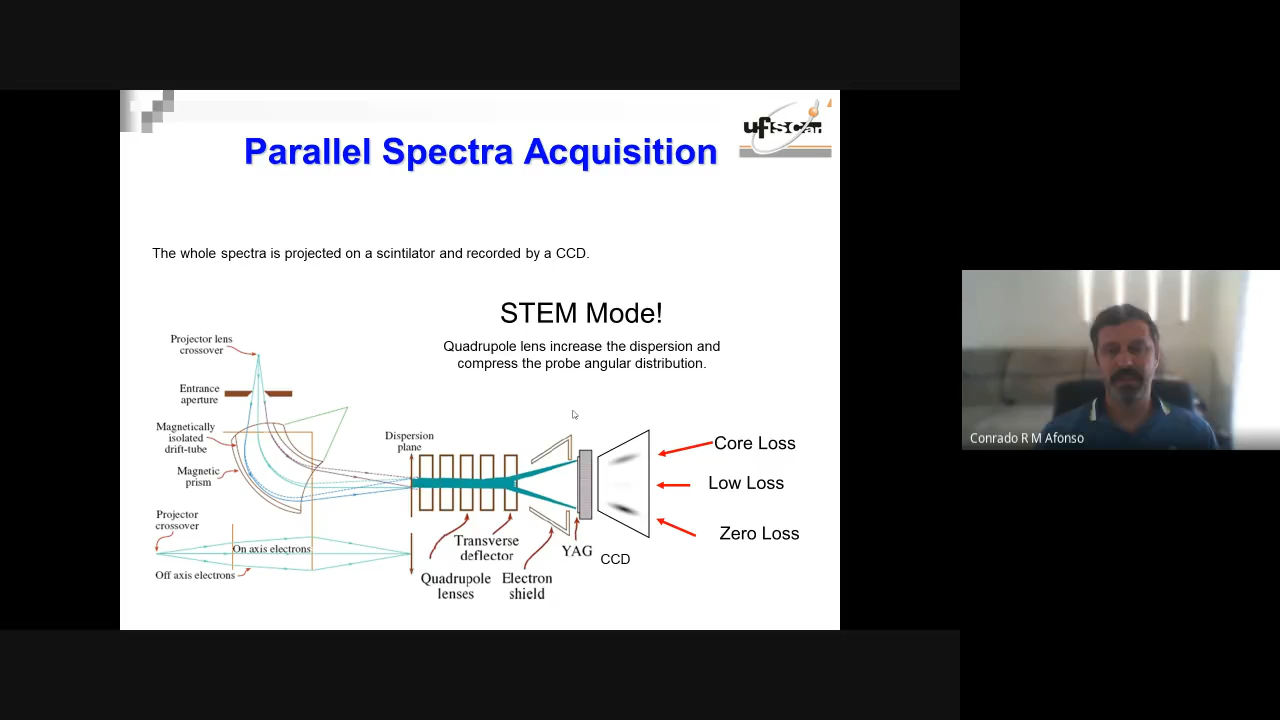 ufscar
Parallel Spectra Acquisition
The whole spectra is projected on a scintilator and recorded by a CCD.
STEM Mode!
Quadrupole lens increase the dispersion and
compress the probe angular distribution.
Projector lens
crossover
Entrance
aperture
Magnetically
isolated
drift-tube
Magnetic
prism
Projector
crossover
On axis electrons
Off axis electrons
Dispersion
plane
Transverse
deflector
Quadrupole
lenses
Electron
shield
YAG
CCD
Core Loss
Low Loss
Zero Loss
Conrado R M Afonso